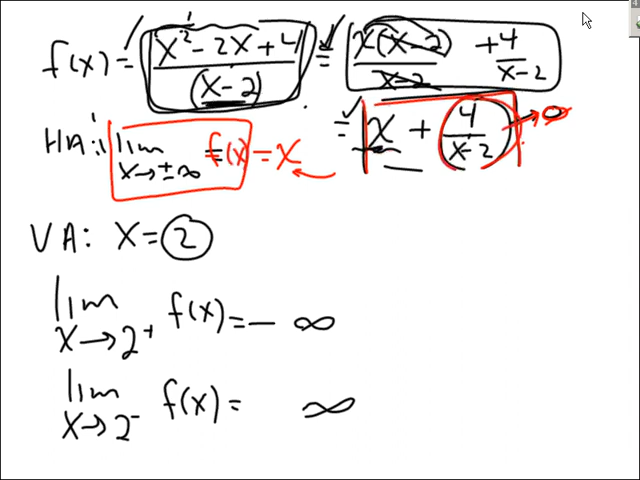 f(x) = (x² - 2x + 4)/(x - 2) = x(x - 2)/(x - 2) + 4/(x - 2)
= x + 4/(x - 2) → 0
HA: lim x→±∞ f(x) = x
VA: x = 2
lim x→2⁺ f(x) = - ∞
lim x→2⁻ f(x) = ∞